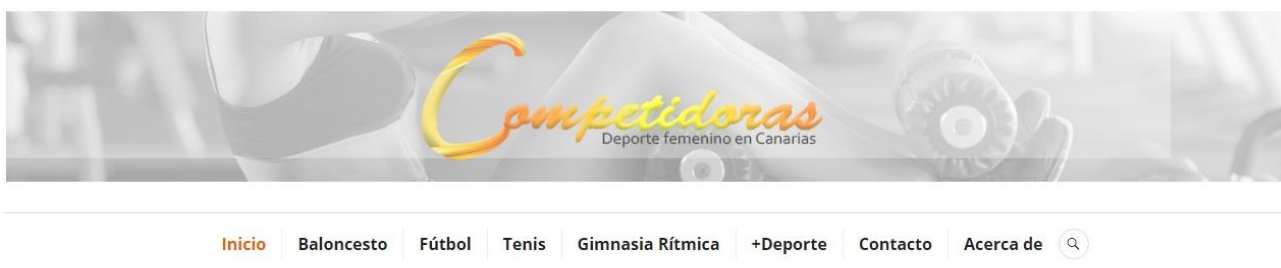 Competidoras
Deporte femenino en Canarias
Inicio Baloncesto Fútbol Tenis Gimnasia Rítmica +Deporte Contacto Acerca de